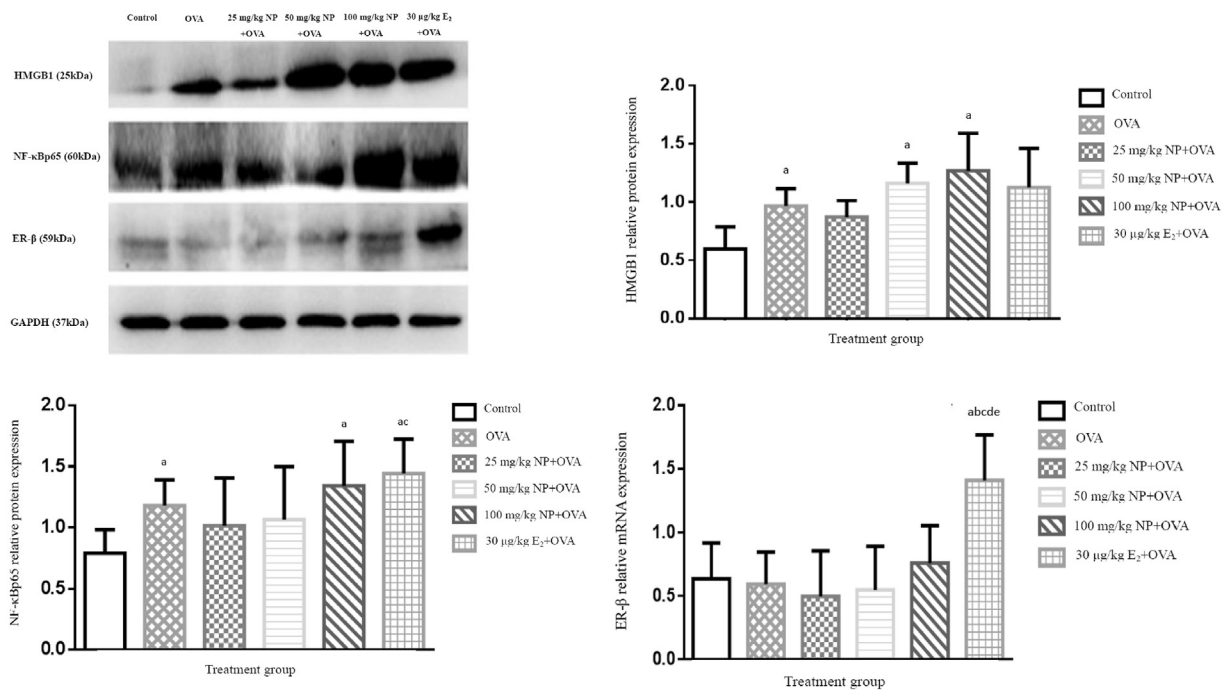 Control OVA 25 mg/kg NP 50 mg/kg NP 100 mg/kg NP 30 µg/kg E₂
+OVA +OVA +OVA +OVA
HMGB1 (25kDa)
NF-κBp65 (60kDa)
ER-β (59kDa)
GAPDH (37kDa)
HMGB1 relative protein expression
2.0
1.5
1.0
0.5
0.0
a
a
a
Treatment group
Control
OVA
25 mg/kg NP+OVA
50 mg/kg NP+OVA
100 mg/kg NP+OVA
30 µg/kg E₂+OVA
NF-κBp65 relative protein expression
2.0
1.5
1.0
1.5
0.0
a
a
ac
Treatment group
Control
OVA
25 mg/kg NP+OVA
50 mg/kg NP+OVA
100 mg/kg NP+OVA
30 µg/kg E₂+OVA
ER-β relative mRNA expression
2.0
1.5
1.0
0.5
0.0
abcde
Treatment group
Control
OVA
25 mg/kg NP+OVA
50 mg/kg NP+OVA
100 mg/kg NP+OVA
30 µg/kg E₂+OVA